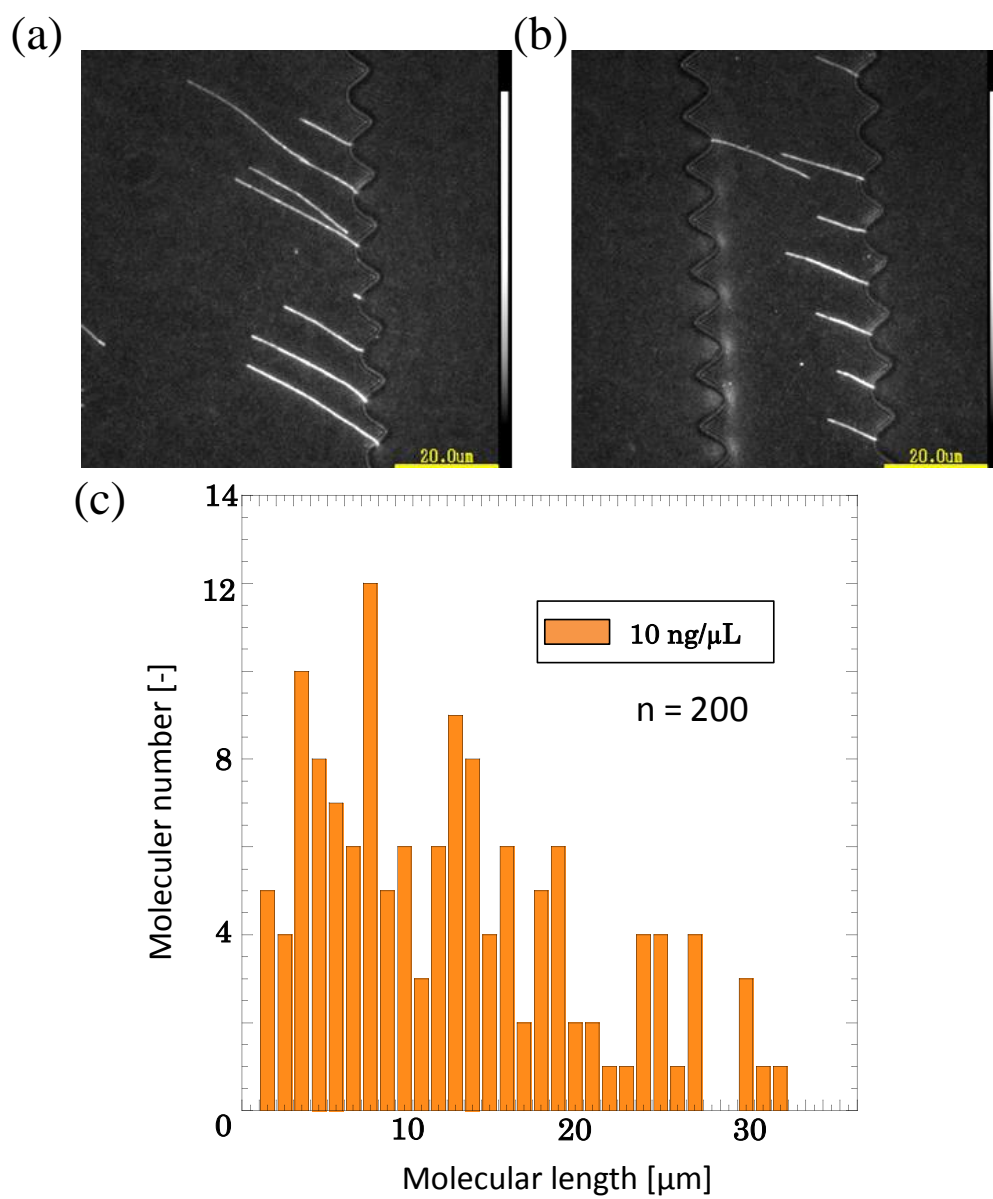 (a)
(b)
20.0um
20.0um
(c)
14
12
8
4
0
10
20
30
Moleculer number [-]
10 ng/μL
n = 200
Molecular length [μm]